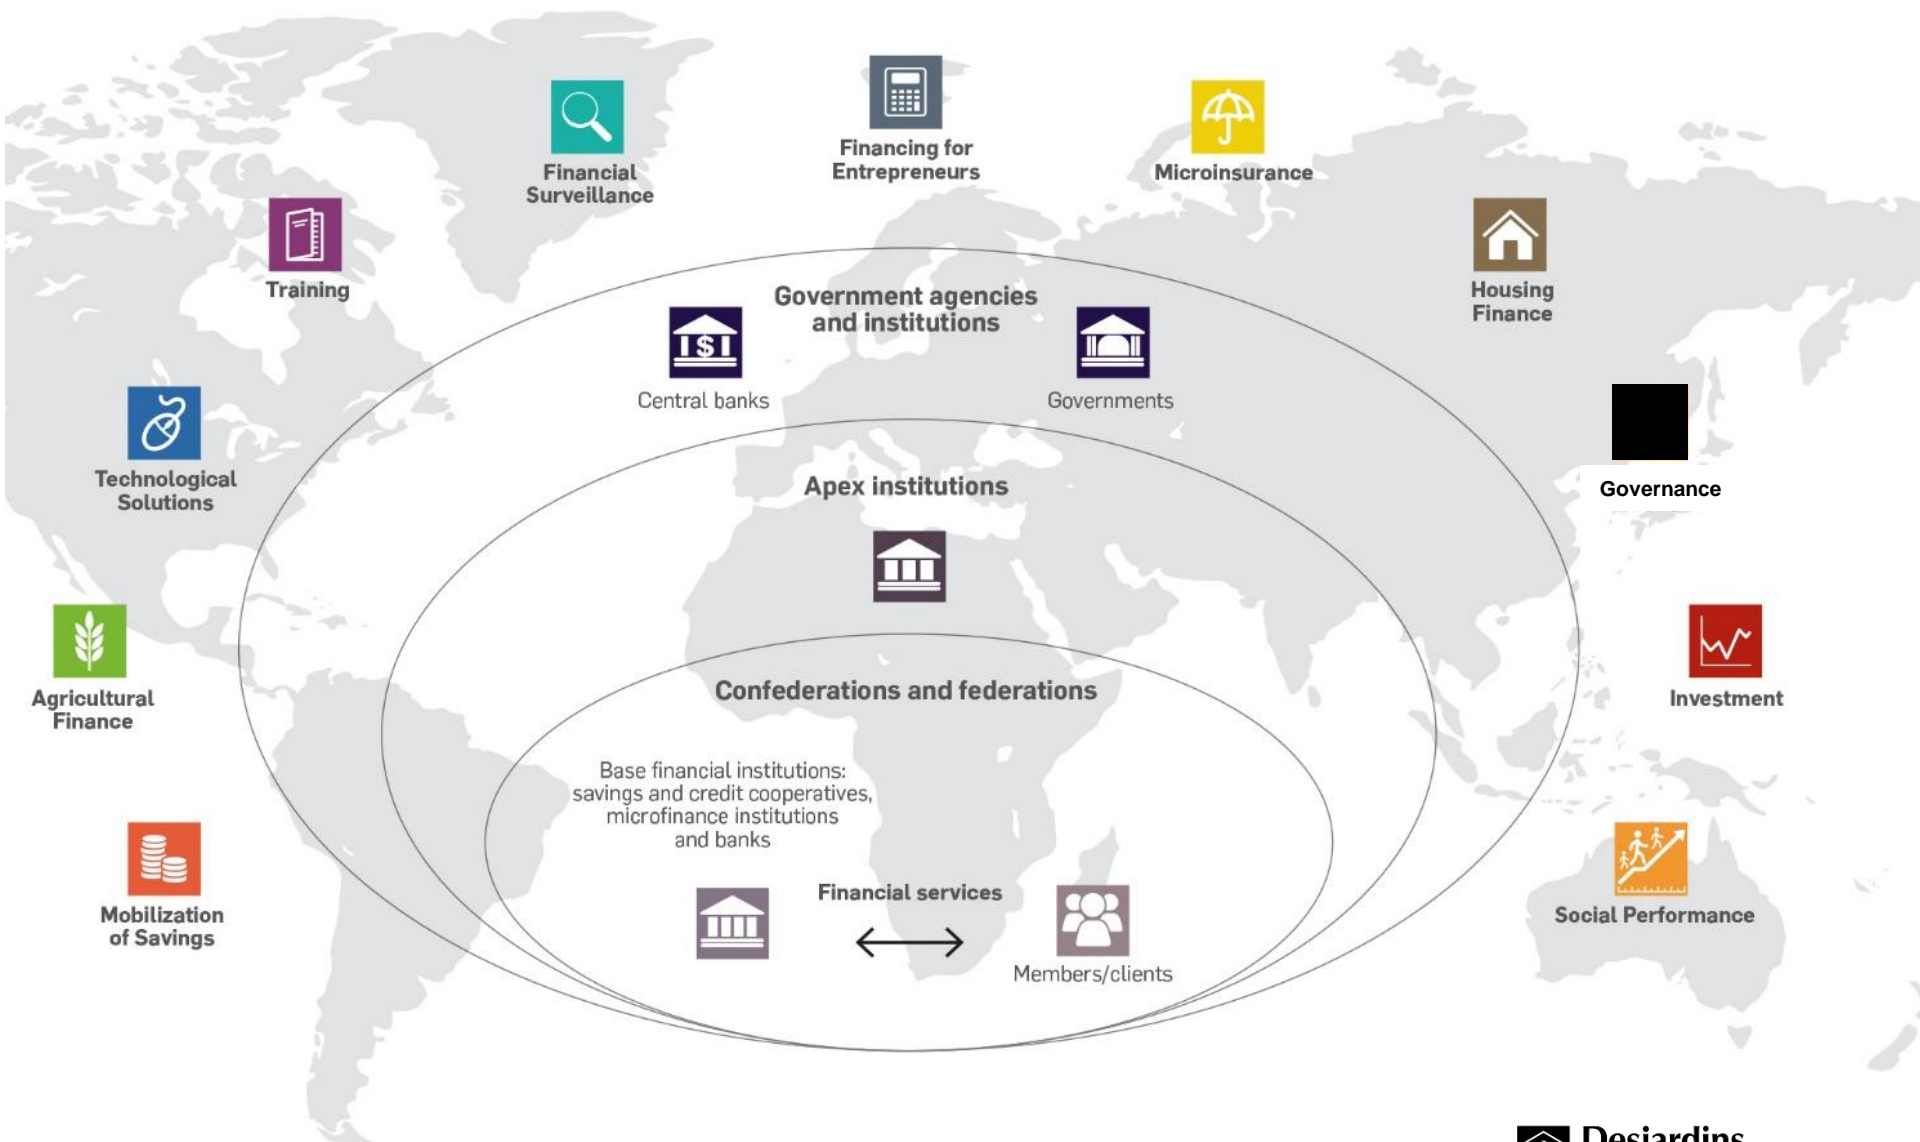 Financing for
Entrepreneurs
Financial
Surveillance
Microinsurance
Training
Housing
Finance
Government agencies
and institutions
$
Central banks
Governments
Technological
Solutions
Apex institutions
Governance
Agricultural
Finance
Confederations and federations
Investment
Base financial institutions:
savings and credit cooperatives,
microfinance institutions
and banks
Mobilization
of Savings
Financial services
Social Performance
Members/clients
Desjardins